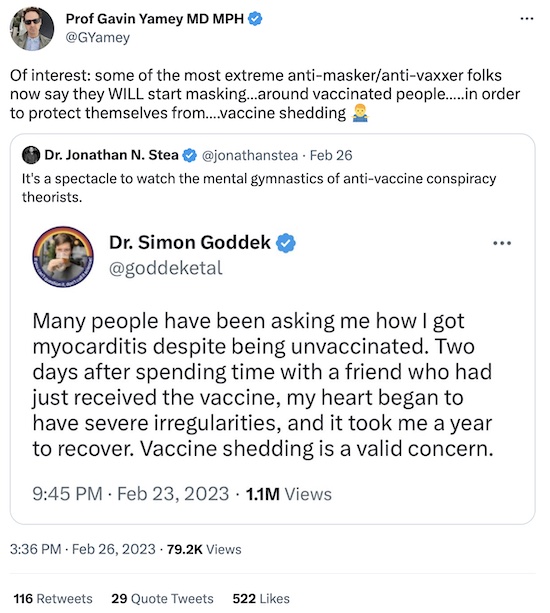 Prof Gavin Yamey MD MPH
@GYamey
Of interest: some of the most extreme anti-masker/anti-vaxxer folks
now say they WILL start masking...around vaccinated people.....in order
to protect themselves from....vaccine shedding 🤷‍♂️
Dr. Jonathan N. Stea @jonathanstea · Feb 26
It's a spectacle to watch the mental gymnastics of anti-vaccine conspiracy
theorists.
Dr. Simon Goddek
@goddeketal
Many people have been asking me how I got
myocarditis despite being unvaccinated. Two
days after spending time with a friend who had
just received the vaccine, my heart began to
have severe irregularities, and it took me a year
to recover. Vaccine shedding is a valid concern.
9:45 PM · Feb 23, 2023 · 1.1M Views
3:36 PM · Feb 26, 2023 · 79.2K Views
116 Retweets 29 Quote Tweets 522 Likes